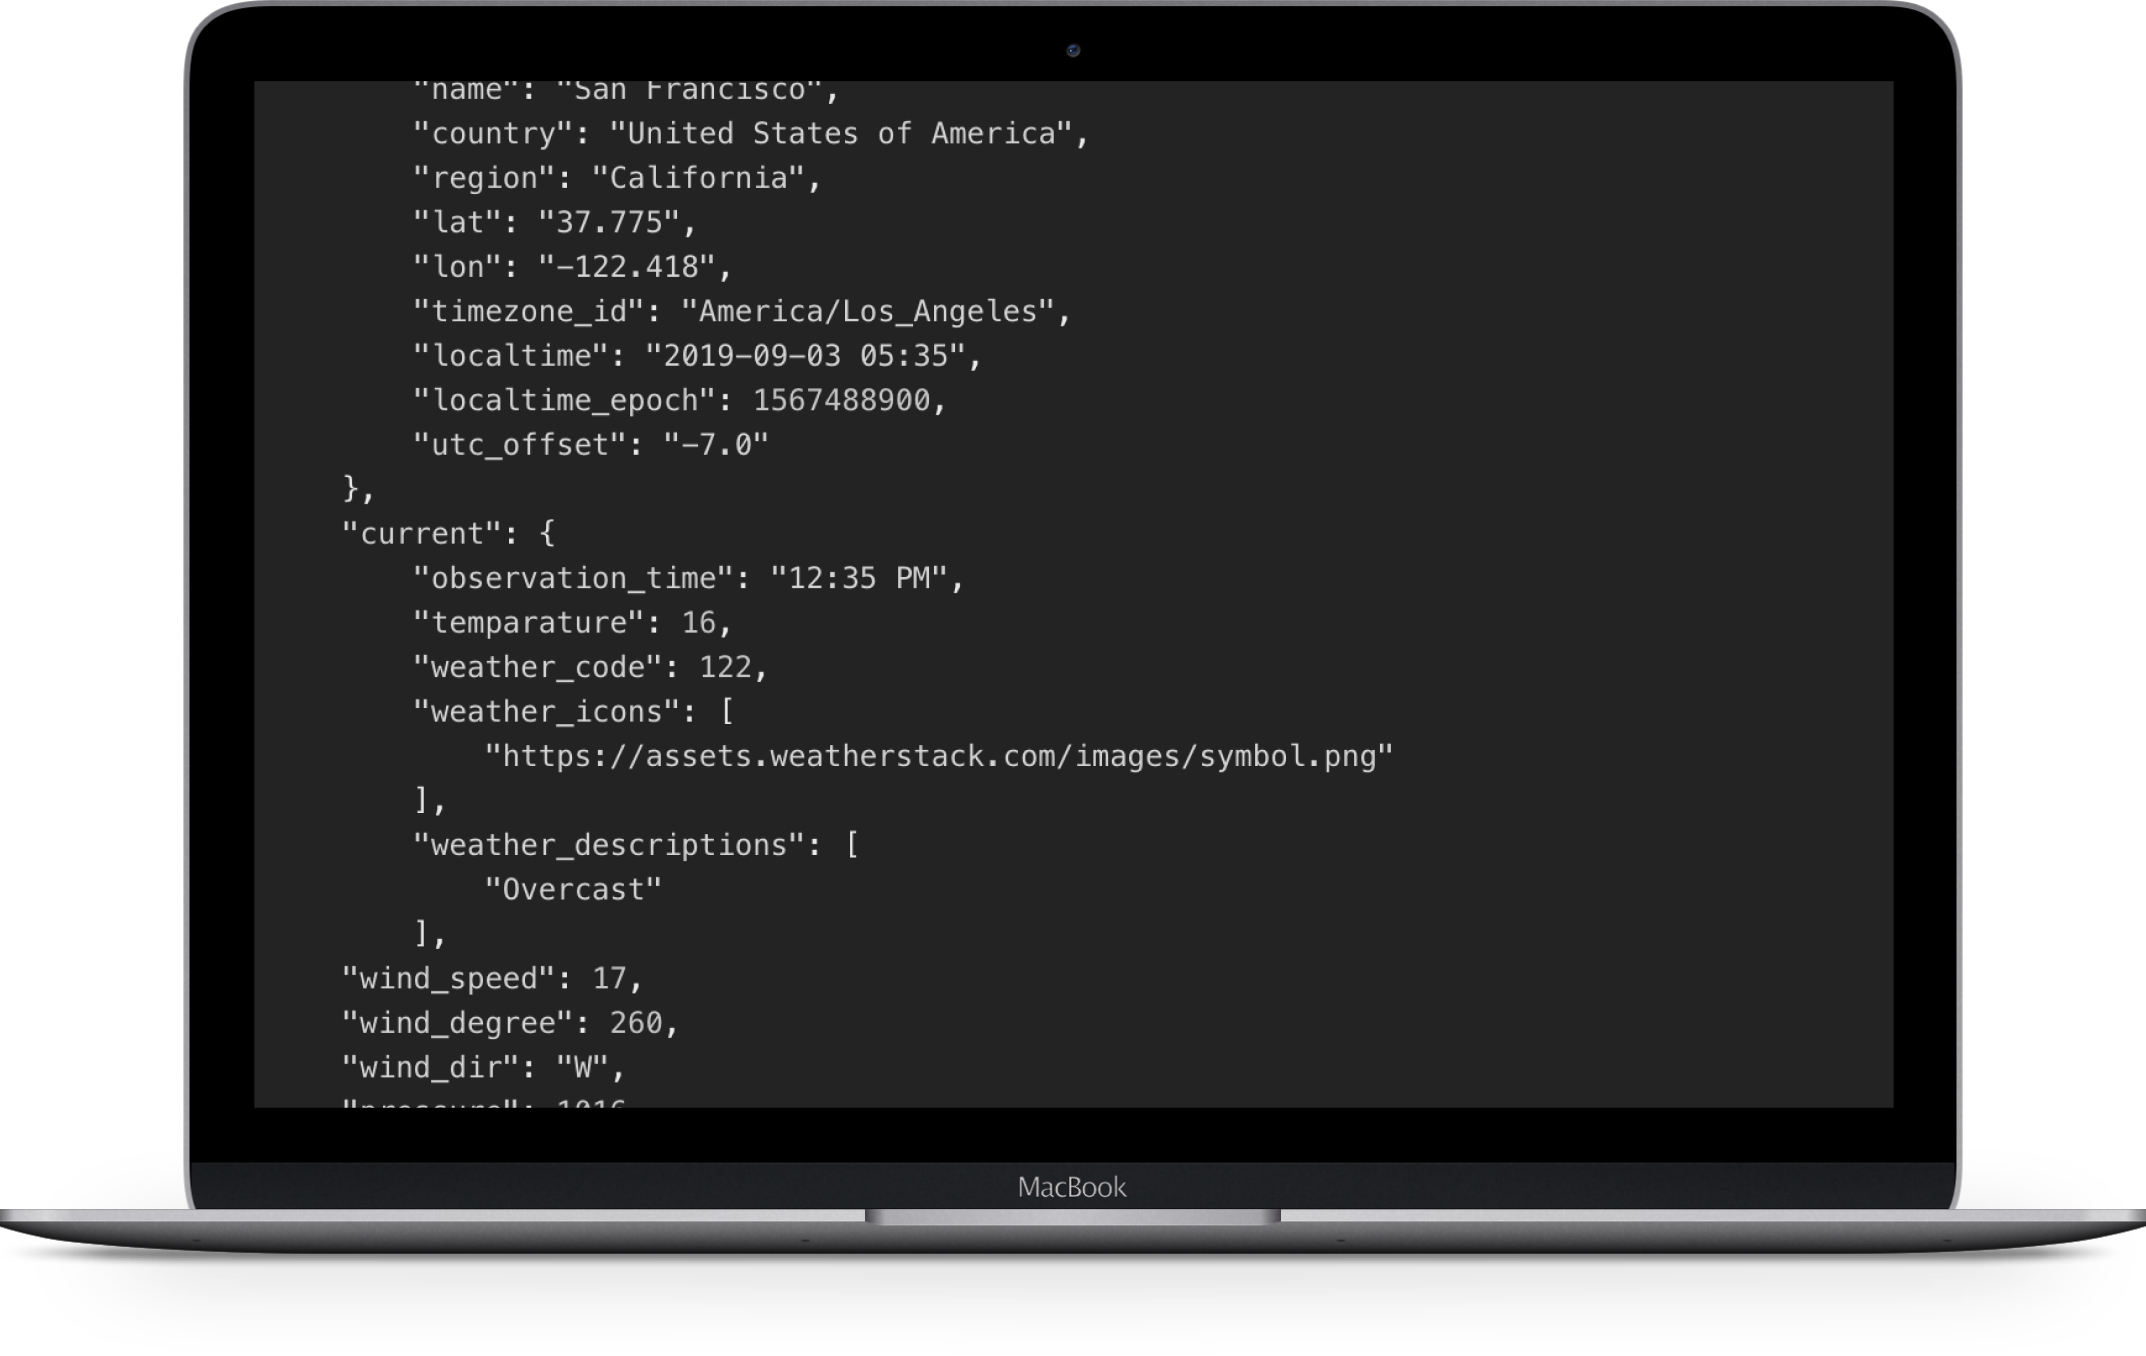 "name": "San Francisco",
"country": "United States of America",
"region": "California",
"lat": "37.775",
"lon": "-122.418",
"timezone_id": "America/Los_Angeles",
"localtime": "2019-09-03 05:35",
"localtime_epoch": 1567488900,
"utc_offset": "-7.0"
},
"current": {
"observation_time": "12:35 PM",
"temparature": 16,
"weather_code": 122,
"weather_icons": [
"https://assets.weatherstack.com/images/symbol.png"
],
"weather_descriptions": [
"Overcast"
],
"wind_speed": 17,
"wind_degree": 260,
"wind_dir": "W",
"pressure": 1016
MacBook